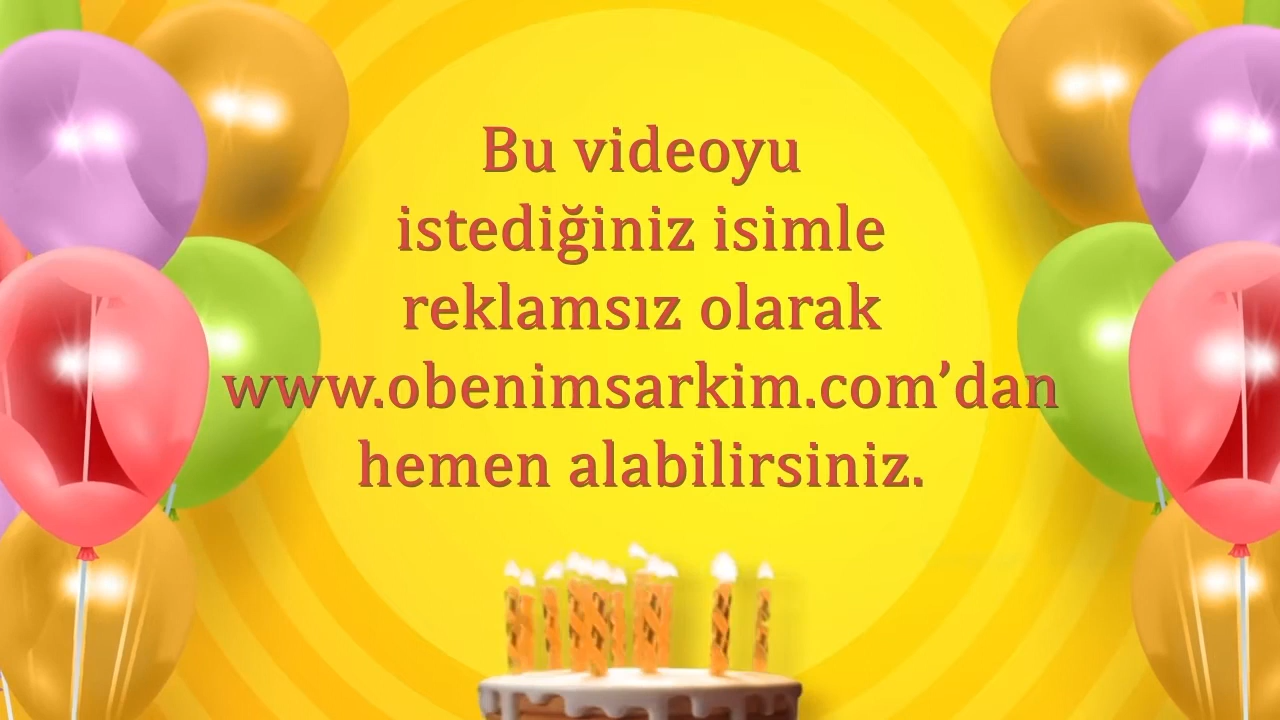 Bu videoyu
istediğiniz isimle
reklamsız olarak
www.obenimsarkim.com’dan
hemen alabilirsiniz.